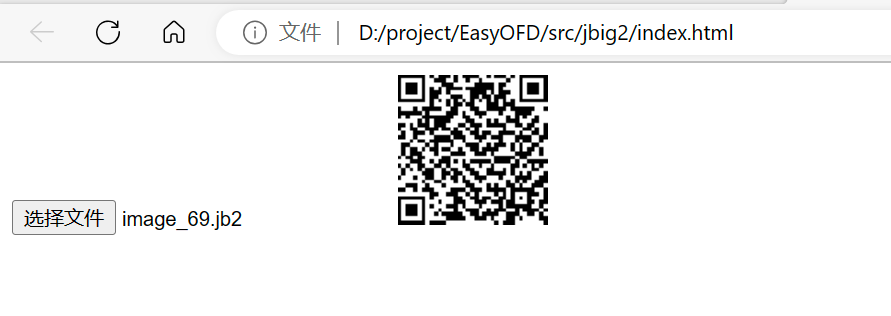 文件 | D:/project/EasyOFD/src/jbig2/index.html
选择文件 image_69.jb2